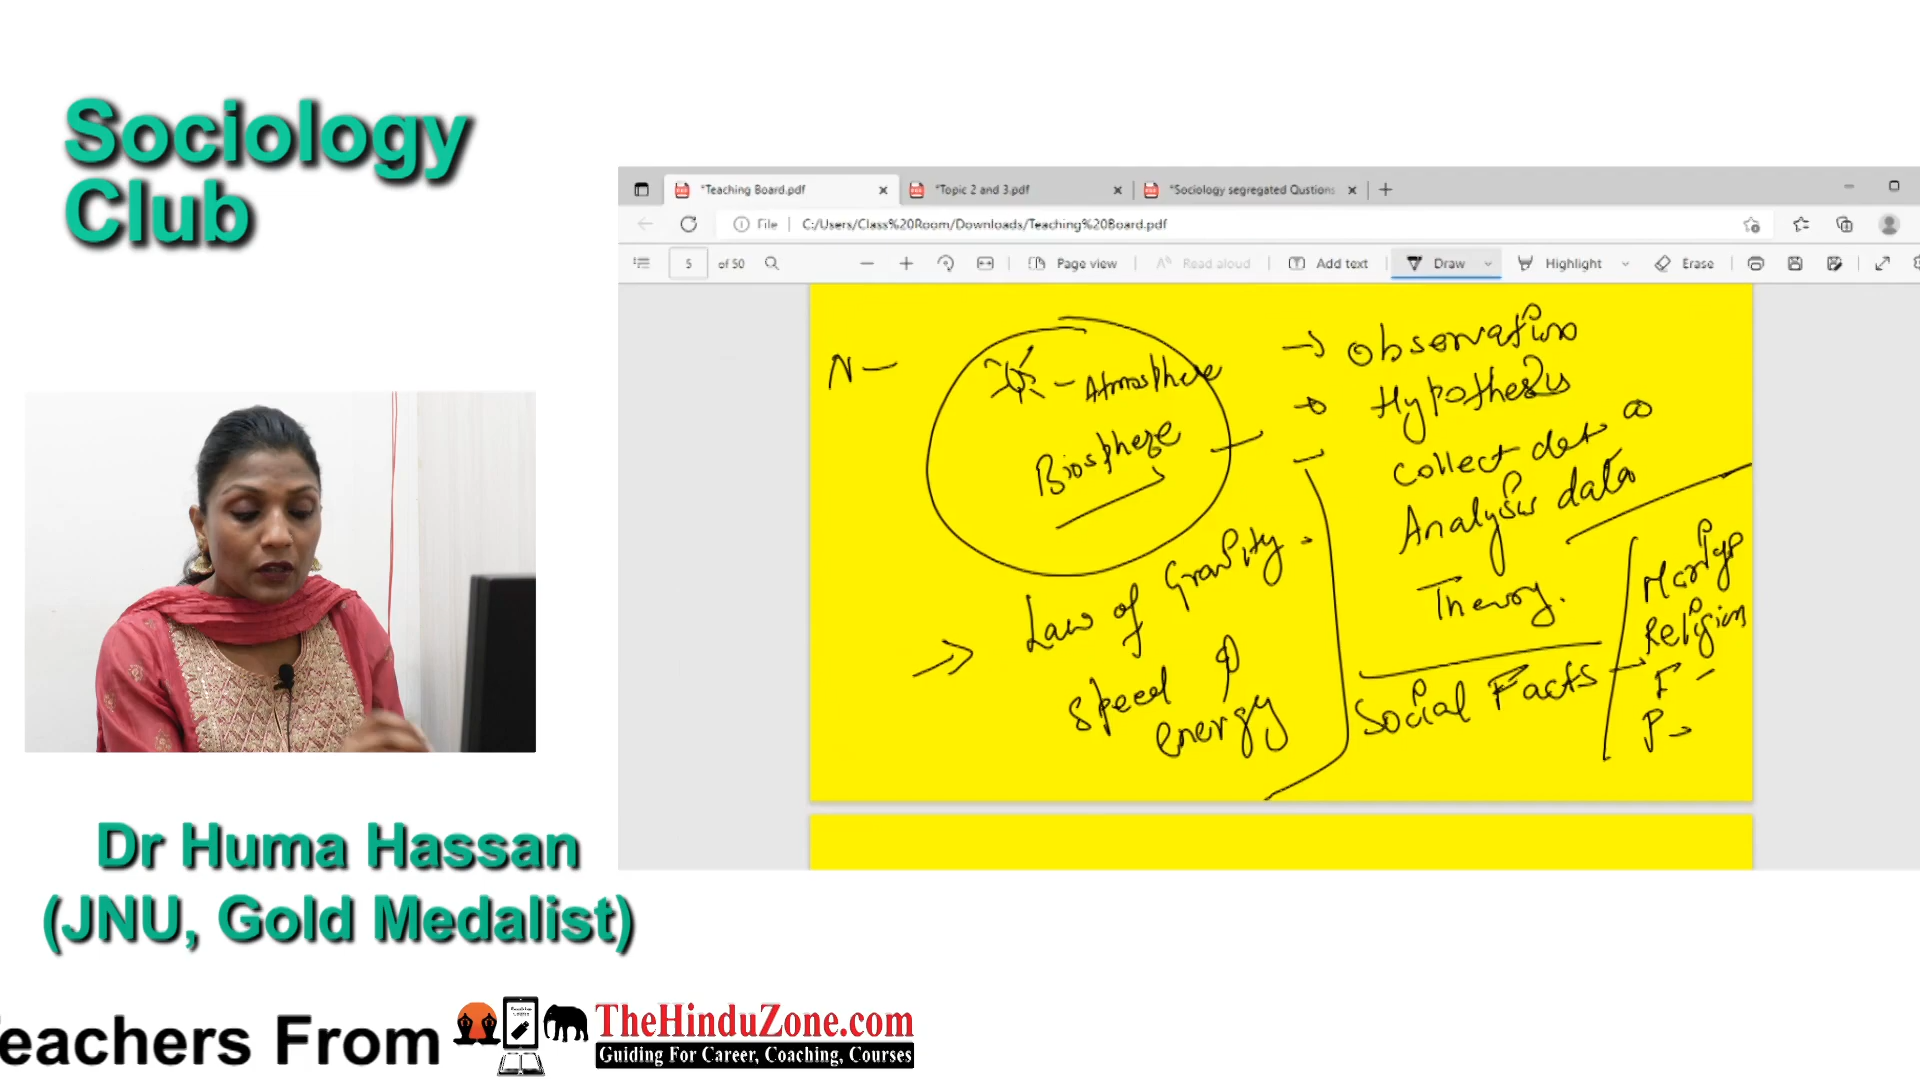 Sociology
Club
*Teaching Board.pdf
*Topic 2 and 3.pdf
*Sociology segregated Qustions
File
C:/Users/Class%20Room/Downloads/Teaching%20Board.pdf
5 of 50
Page view
Read aloud
Add text
Draw
Highlight
Erase
N -
- Atmosphere
Biosphere
Law of Gravity
Speed
energy
Observation
Hypothesis
Collect data
Analysis data
Theory.
Social Facts
Religion
F -
P -
Dr Huma Hassan
(JNU, Gold Medalist)
eachers From
TheHinduZone.com
Guiding For Career, Coaching, Courses